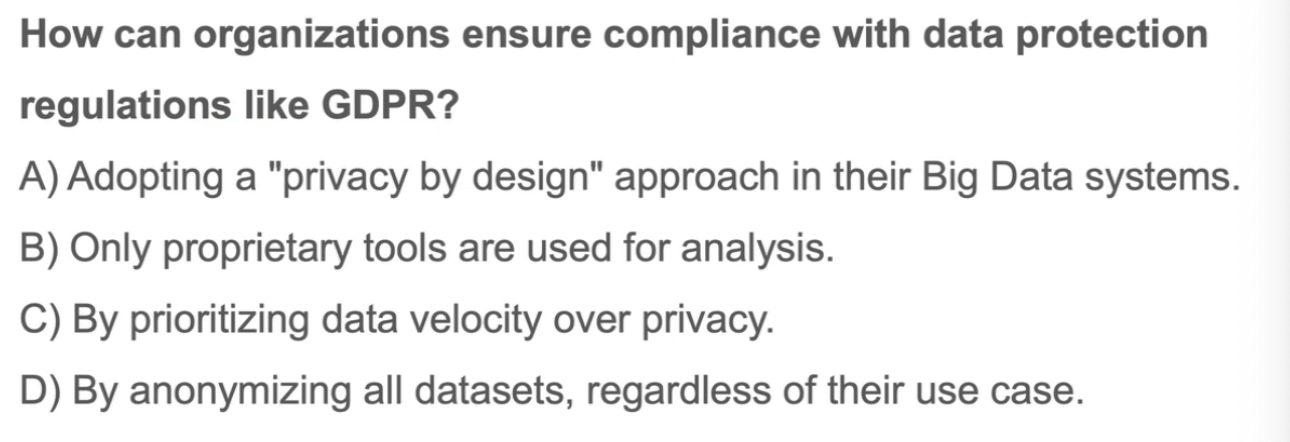 How can organizations ensure compliance with data protection
regulations like GDPR?
A) Adopting a "privacy by design" approach in their Big Data systems.
B) Only proprietary tools are used for analysis.
C) By prioritizing data velocity over privacy.
D) By anonymizing all datasets, regardless of their use case.